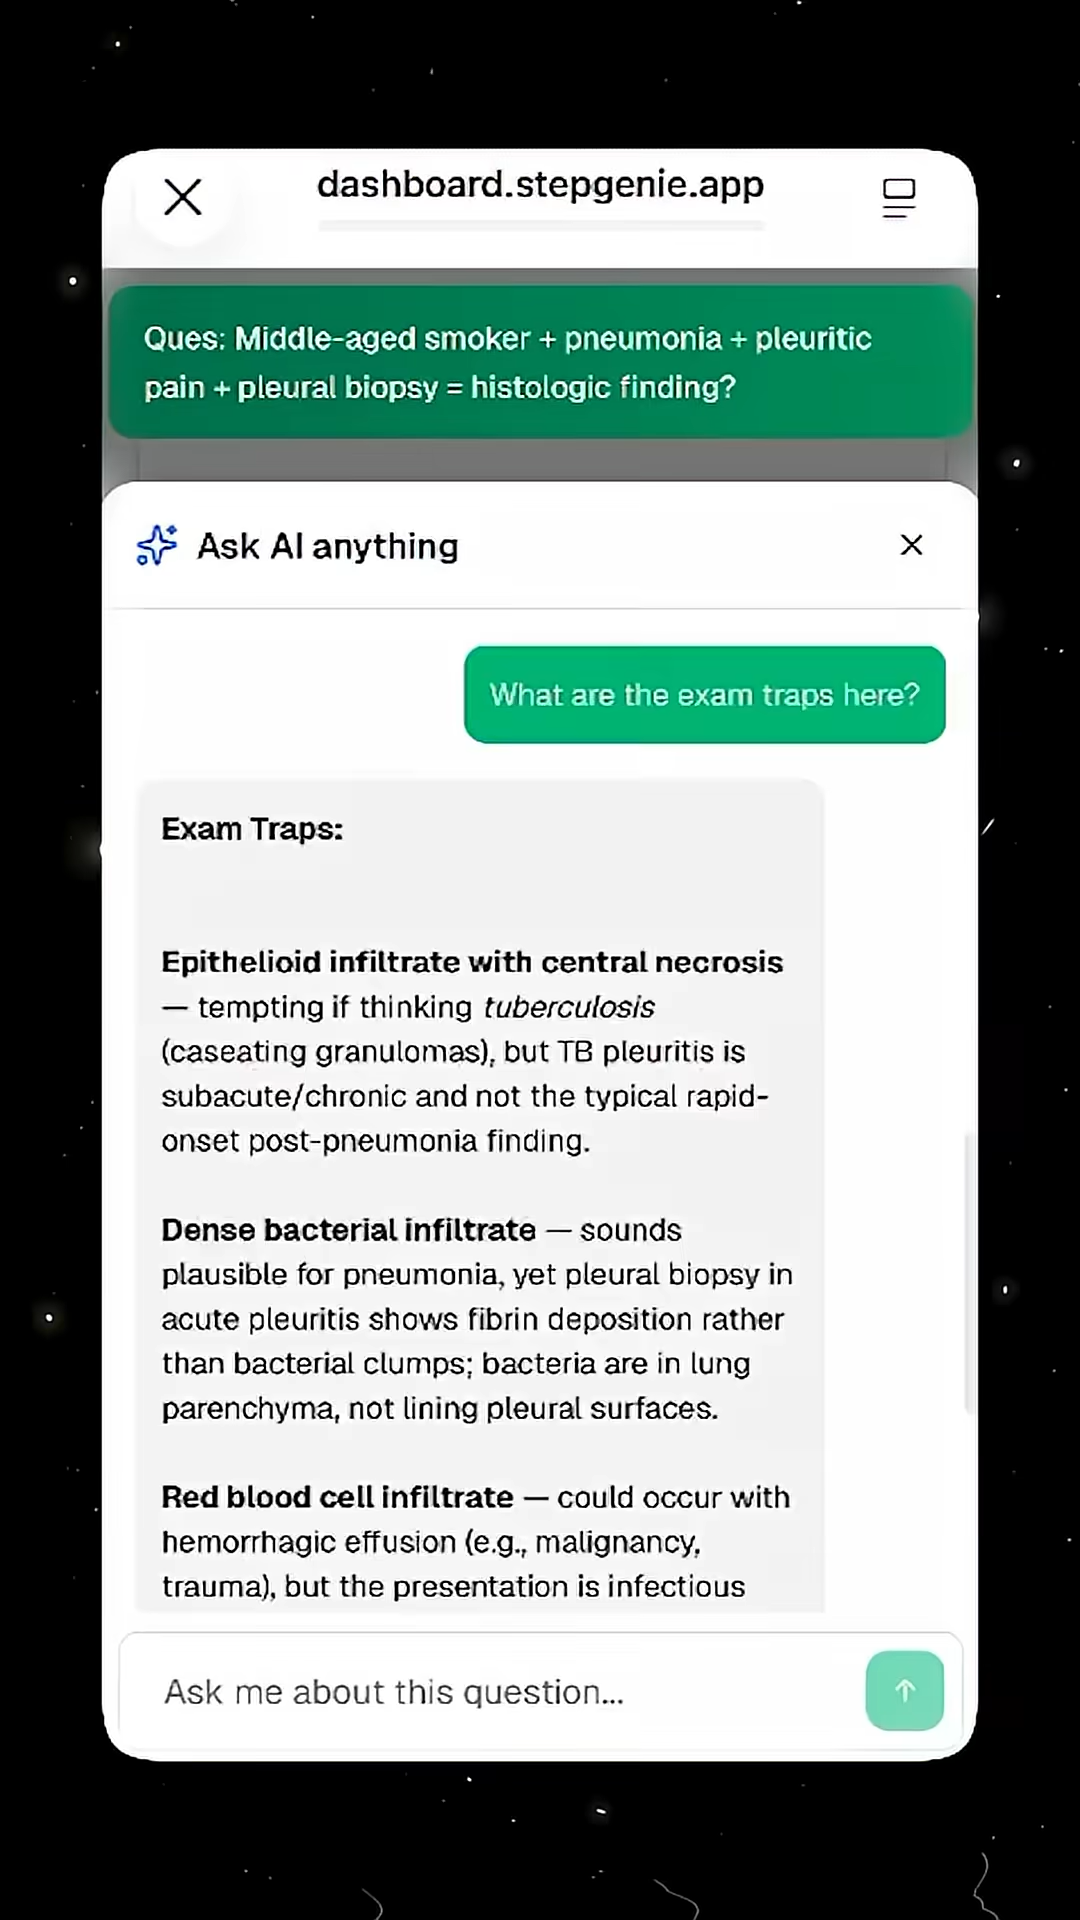 dashboard.stepgenie.app
Ques: Middle-aged smoker + pneumonia + pleuritic
pain + pleural biopsy = histologic finding?
Ask AI anything
What are the exam traps here?
Exam Traps:
Epithelioid infiltrate with central necrosis
— tempting if thinking tuberculosis
(caseating granulomas), but TB pleuritis is
subacute/chronic and not the typical rapid-
onset post-pneumonia finding.
Dense bacterial infiltrate — sounds
plausible for pneumonia, yet pleural biopsy in
acute pleuritis shows fibrin deposition rather
than bacterial clumps; bacteria are in lung
parenchyma, not lining pleural surfaces.
Red blood cell infiltrate — could occur with
hemorrhagic effusion (e.g., malignancy,
trauma), but the presentation is infectious
Ask me about this question...